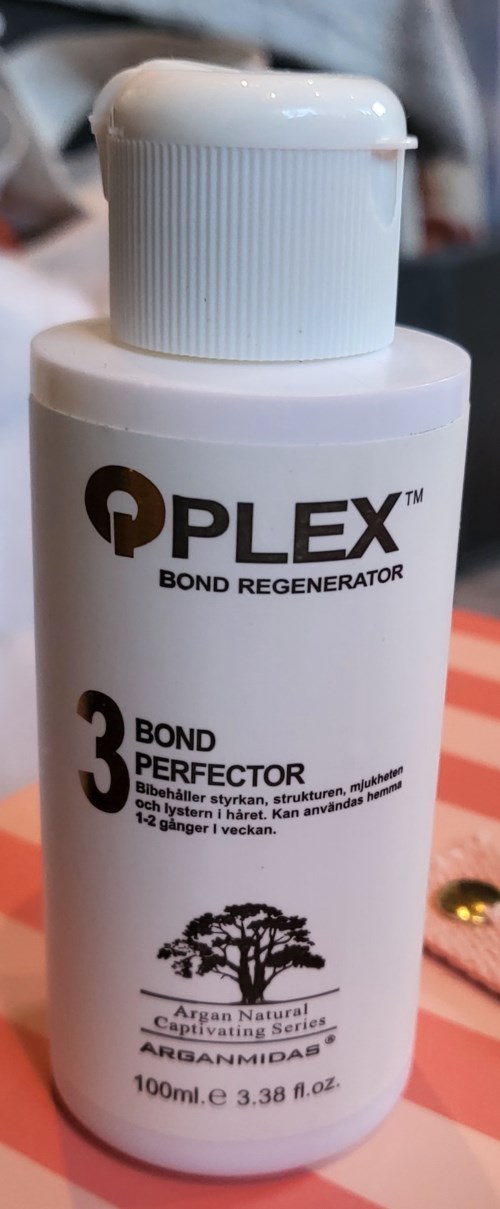 QPLEX™
BOND REGENERATOR
3
BOND
PERFECTOR
Bibehåller styrkan, strukturen, mjukheten
och lystern i håret. Kan användas hemma
1-2 gånger I veckan.
Argan Natural
Captivating Series
ARGANMIDAS®
100ml.e 3.38 fl.oz.